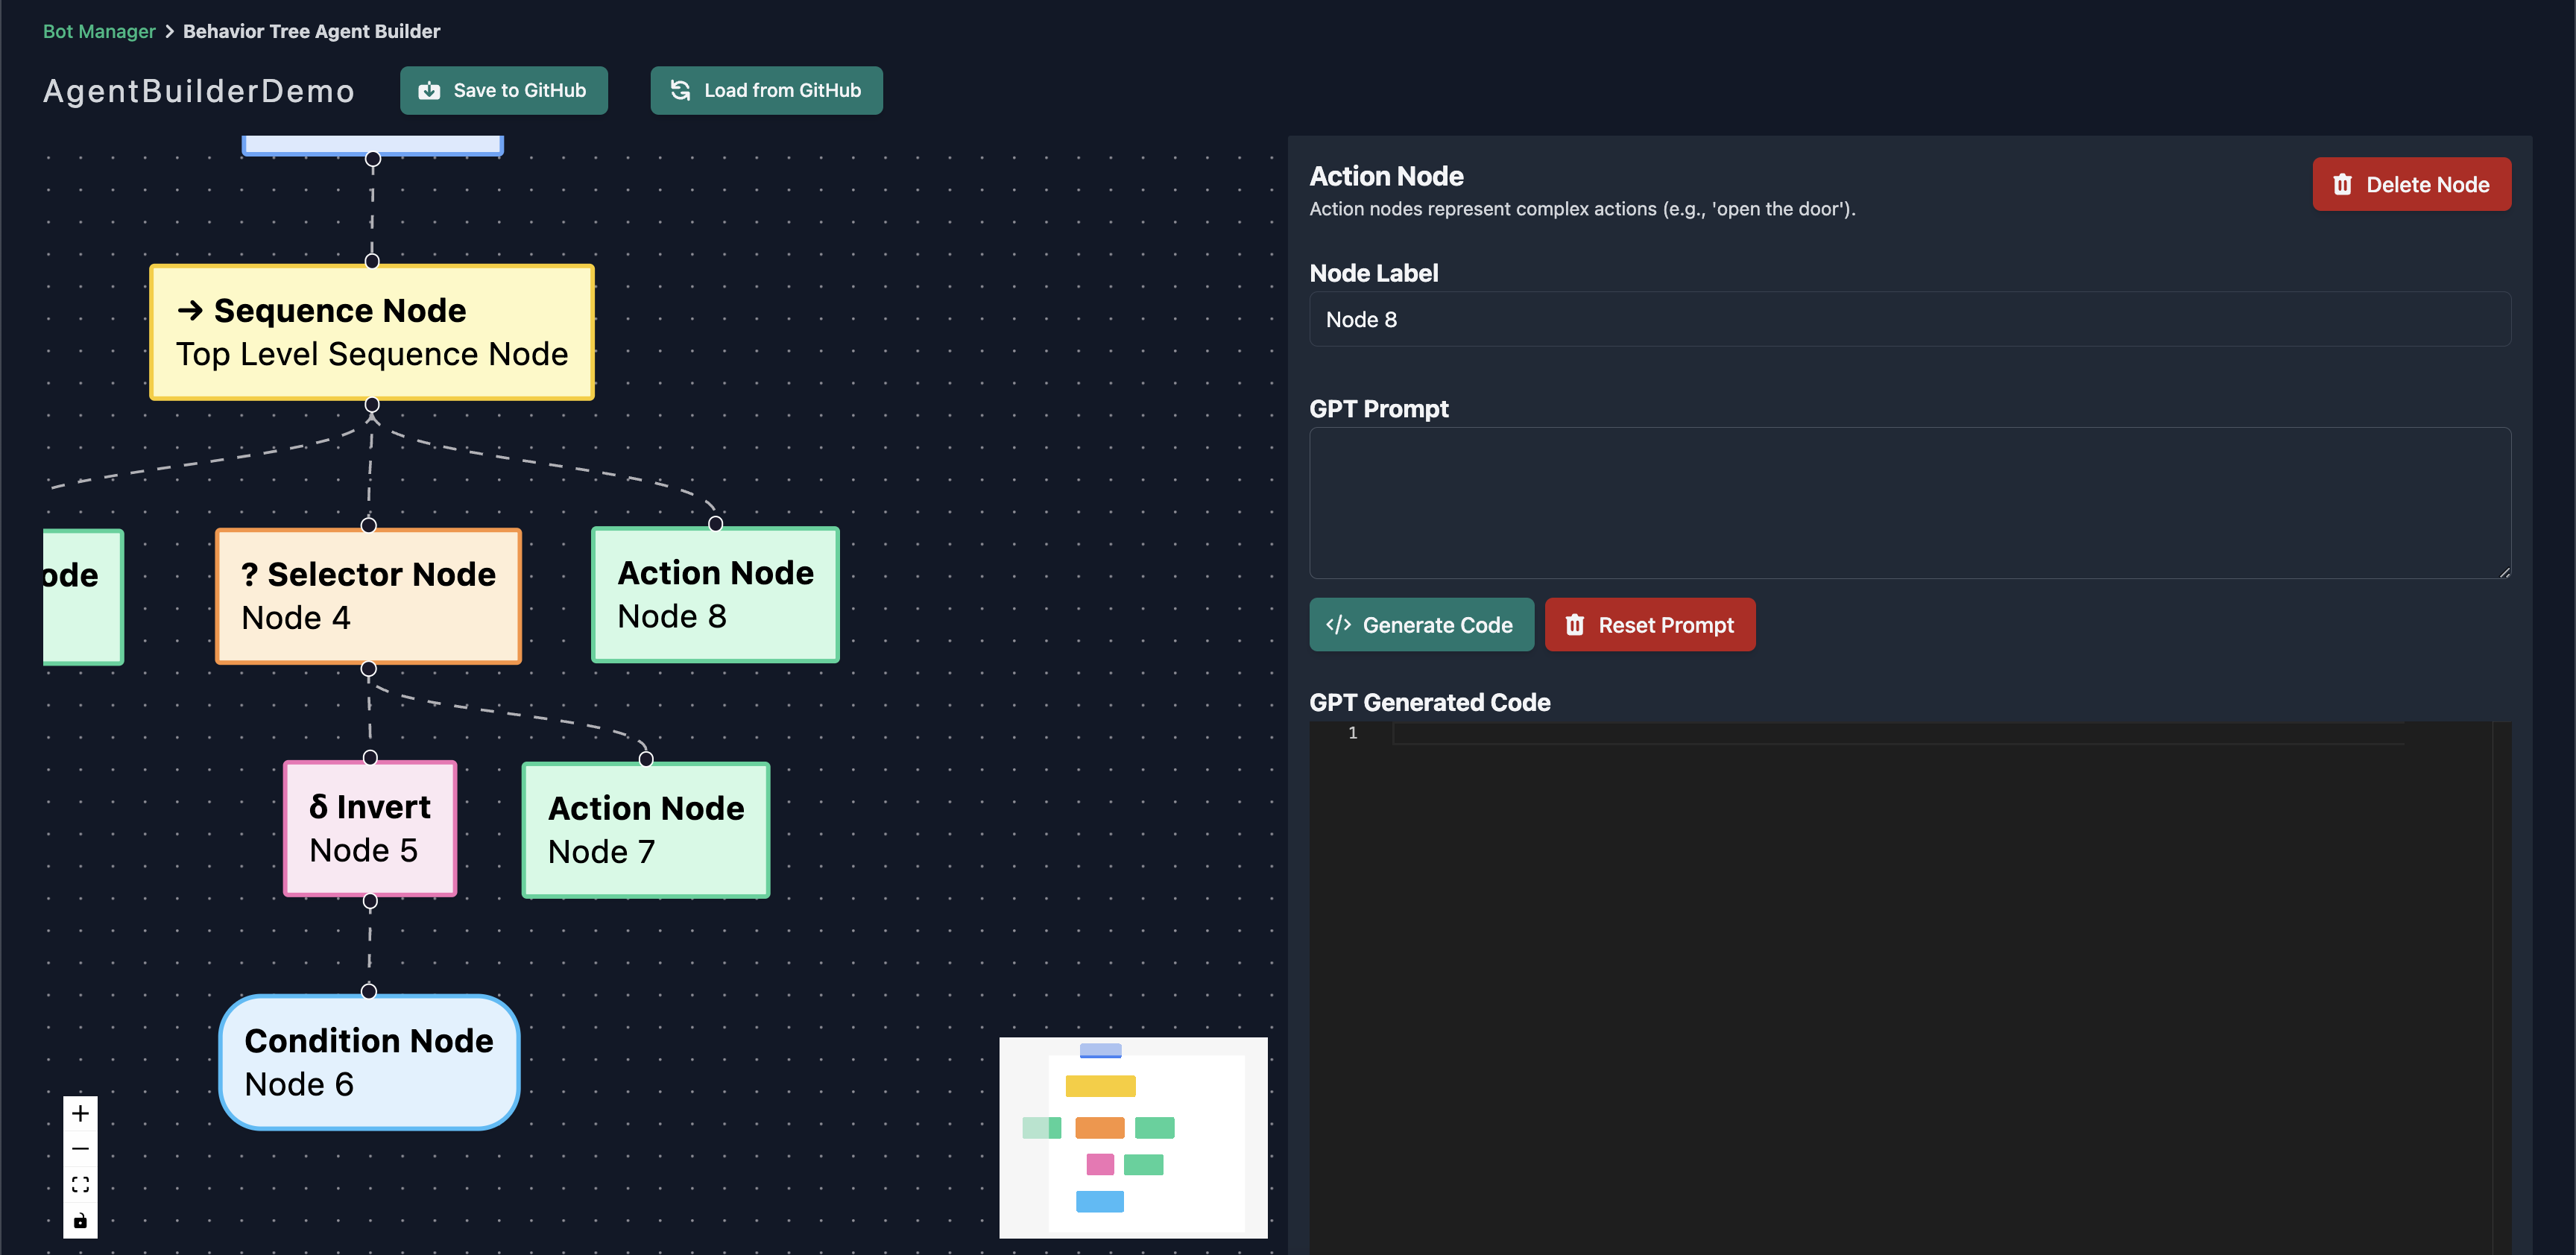 Bot Manager > Behavior Tree Agent Builder
AgentBuilderDemo
Save to GitHub
Load from GitHub
→ Sequence Node
Top Level Sequence Node
ode
? Selector Node
Node 4
Action Node
Node 8
δ Invert
Node 5
Action Node
Node 7
Condition Node
Node 6
Action Node
Action nodes represent complex actions (e.g., 'open the door').
Delete Node
Node Label
Node 8
GPT Prompt
</> Generate Code
Reset Prompt
GPT Generated Code
1